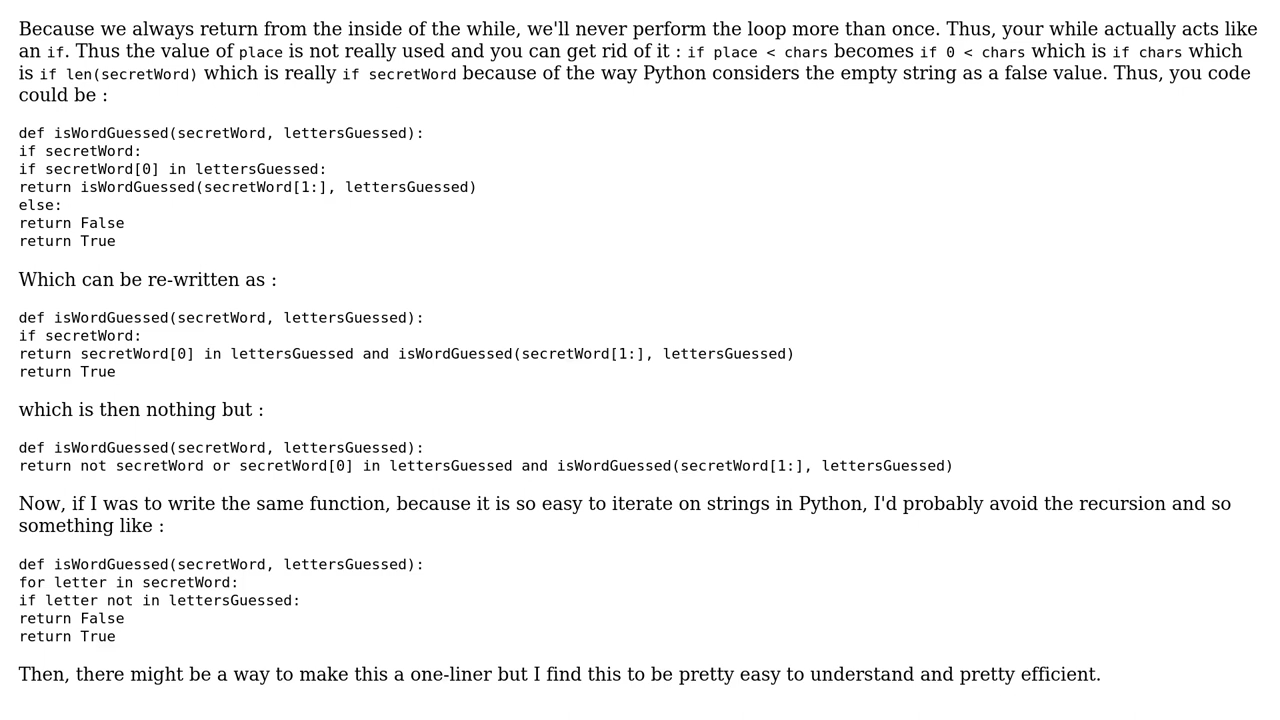 Because we always return from the inside of the while, we'll never perform the loop more than once. Thus, your while actually acts like
an if. Thus the value of place is not really used and you can get rid of it : if place < chars becomes if 0 < chars which is if chars which
is if len(secretWord) which is really if secretWord because of the way Python considers the empty string as a false value. Thus, you code
could be :
def isWordGuessed(secretWord, lettersGuessed):
if secretWord:
if secretWord[0] in lettersGuessed:
return isWordGuessed(secretWord[1:], lettersGuessed)
else:
return False
return True
Which can be re-written as :
def isWordGuessed(secretWord, lettersGuessed):
if secretWord:
return secretWord[0] in lettersGuessed and isWordGuessed(secretWord[1:], lettersGuessed)
return True
which is then nothing but :
def isWordGuessed(secretWord, lettersGuessed):
return not secretWord or secretWord[0] in lettersGuessed and isWordGuessed(secretWord[1:], lettersGuessed)
Now, if I was to write the same function, because it is so easy to iterate on strings in Python, I'd probably avoid the recursion and so
something like :
def isWordGuessed(secretWord, lettersGuessed):
for letter in secretWord:
if letter not in lettersGuessed:
return False
return True
Then, there might be a way to make this a one-liner but I find this to be pretty easy to understand and pretty efficient.